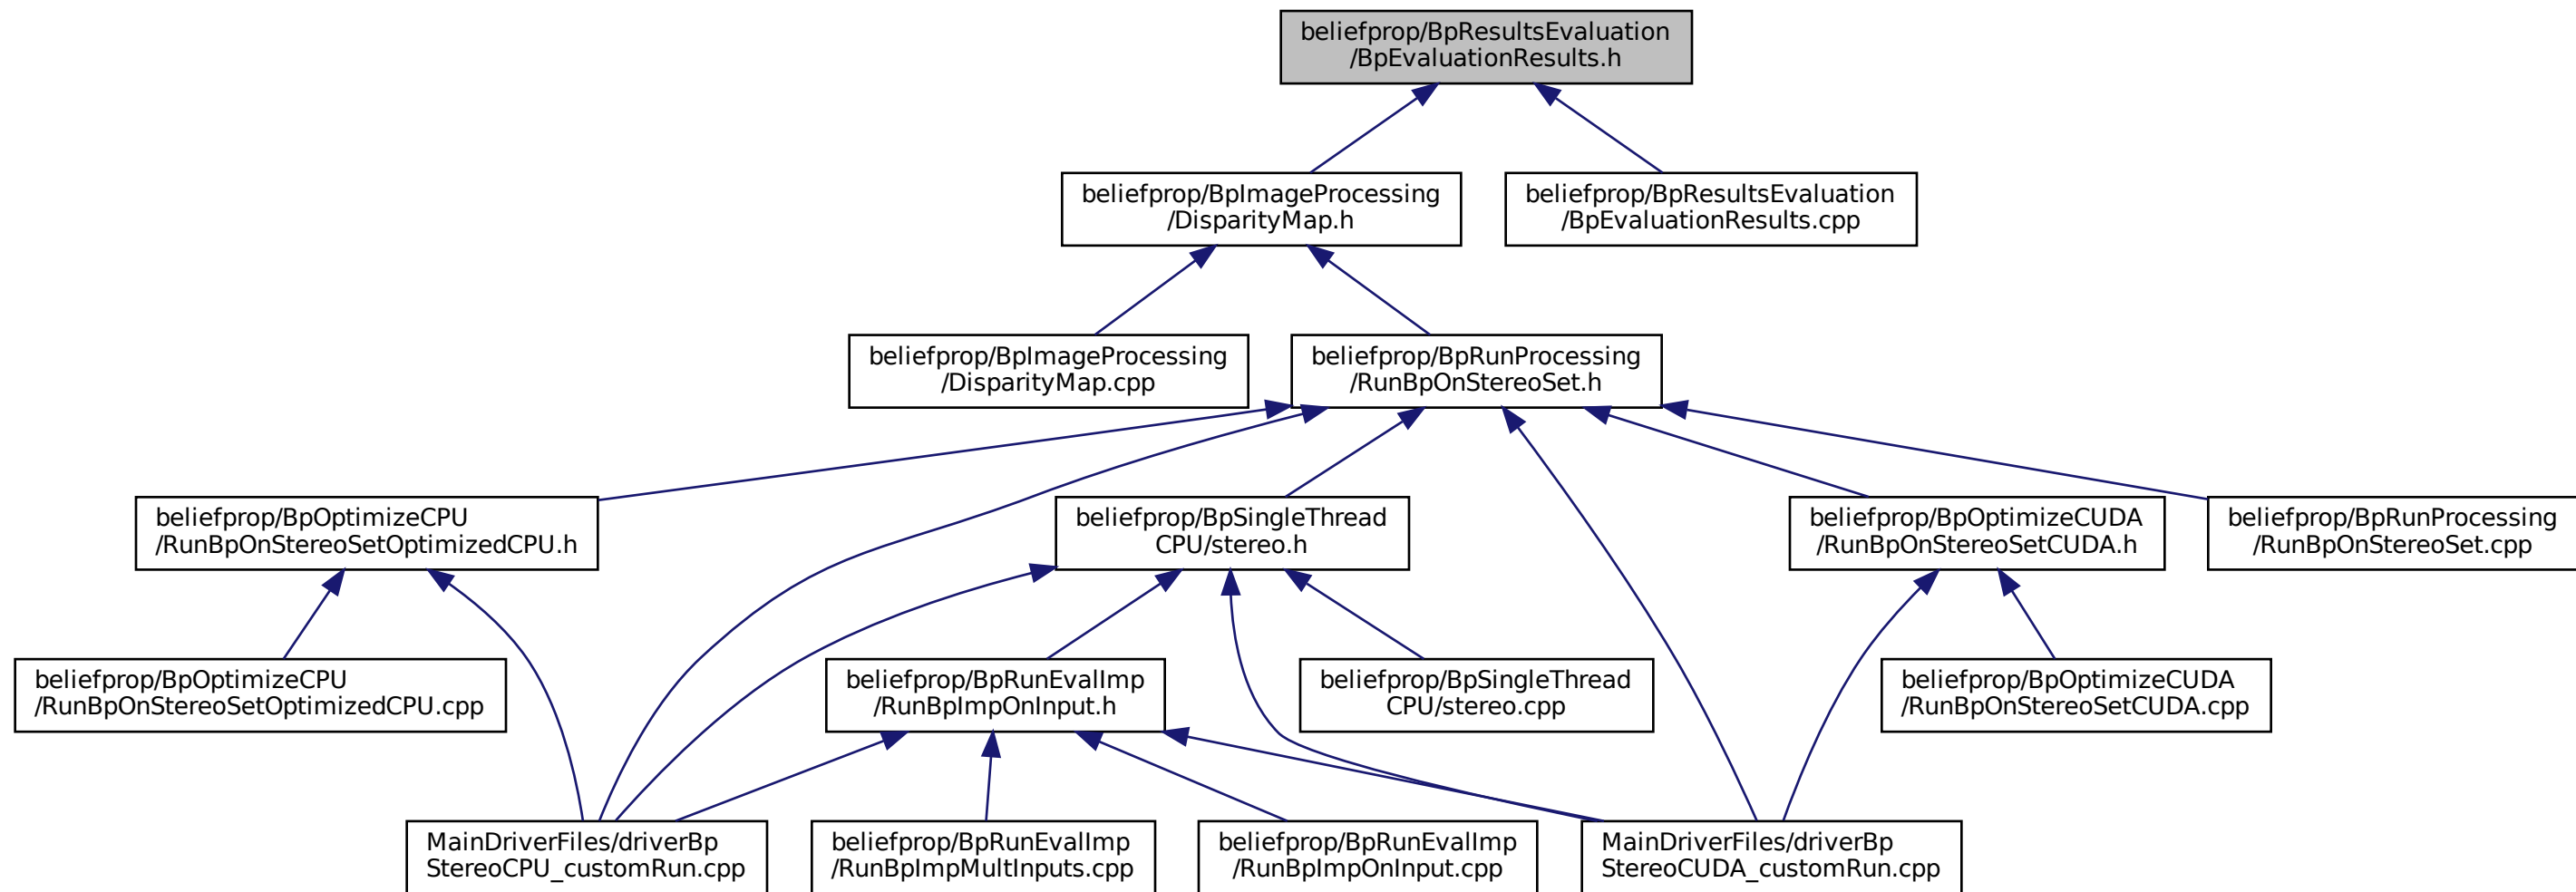 beliefprop/BpResultsEvaluation
/BpEvaluationResults.h
beliefprop/BpImageProcessing
/DisparityMap.h
beliefprop/BpResultsEvaluation
/BpEvaluationResults.cpp
beliefprop/BpImageProcessing
/DisparityMap.cpp
beliefprop/BpRunProcessing
/RunBpOnStereoSet.h
beliefprop/BpOptimizeCPU
/RunBpOnStereoSetOptimizedCPU.h
beliefprop/BpSingleThread
CPU/stereo.h
beliefprop/BpOptimizeCUDA
/RunBpOnStereoSetCUDA.h
beliefprop/BpRunProcessing
/RunBpOnStereoSet.cpp
beliefprop/BpOptimizeCPU
/RunBpOnStereoSetOptimizedCPU.cpp
beliefprop/BpRunEvalImp
/RunBpImpOnInput.h
beliefprop/BpSingleThread
CPU/stereo.cpp
beliefprop/BpOptimizeCUDA
/RunBpOnStereoSetCUDA.cpp
MainDriverFiles/driverBp
StereoCPU_customRun.cpp
beliefprop/BpRunEvalImp
/RunBpImpMultInputs.cpp
beliefprop/BpRunEvalImp
/RunBpImpOnInput.cpp
MainDriverFiles/driverBp
StereoCUDA_customRun.cpp